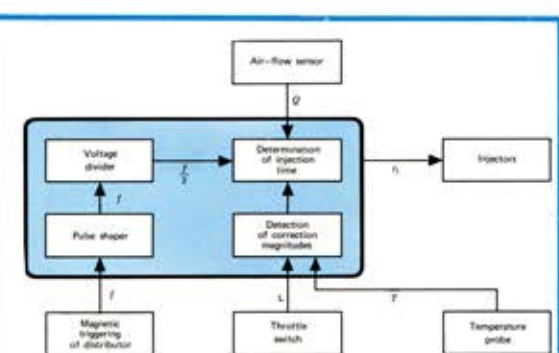 Air-flow sensor
Q
Voltage
divider
f
2
Determination
of injection
time
Injectors
f
Pulse shaper
Detection
of correction
magnitudes
f
L
T
Magnetic
triggering
of distributor
Throttle
switch
Temperature
probe